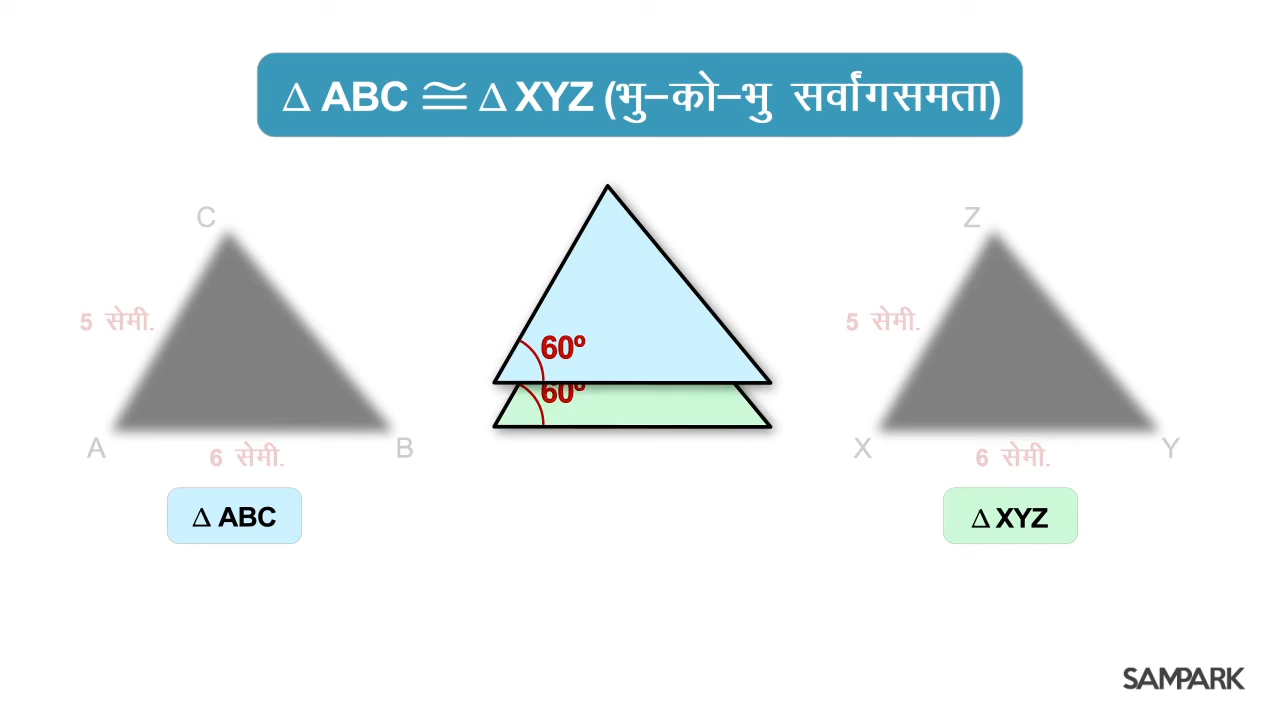 Δ ABC ≅ Δ XYZ (भु–को–भु सर्वांगसमता)
C
Z
5 सेमी.
5 सेमी.
60º
60º
A
B
X
Y
6 सेमी.
6 सेमी.
Δ ABC
Δ XYZ
SAMPARK